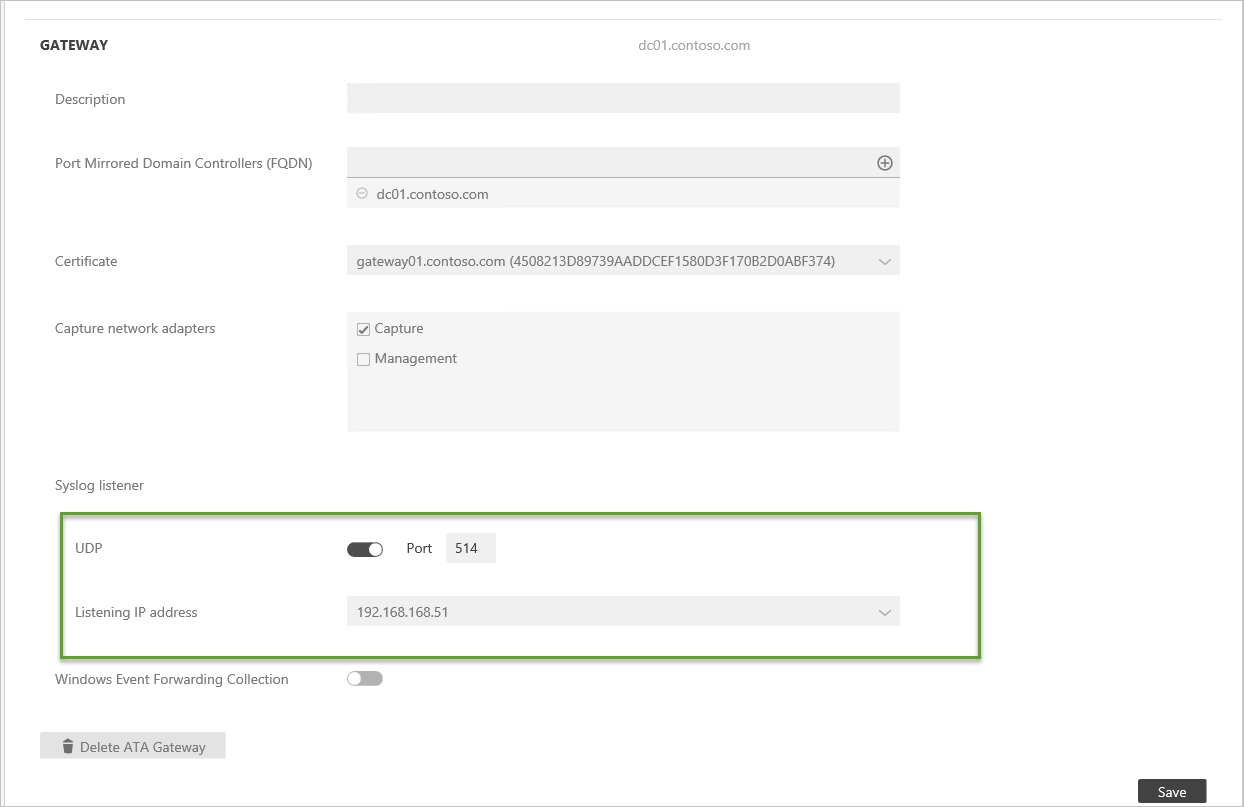 GATEWAY dc01.contoso.com
Description
Port Mirrored Domain Controllers (FQDN)
dc01.contoso.com
Certificate gateway01.contoso.com (4508213D89739AADDCEF1580D3F170B2D0ABF374)
Capture network adapters Capture
Management
Syslog listener
UDP Port 514
Listening IP address 192.168.168.51
Windows Event Forwarding Collection
Delete ATA Gateway
Save